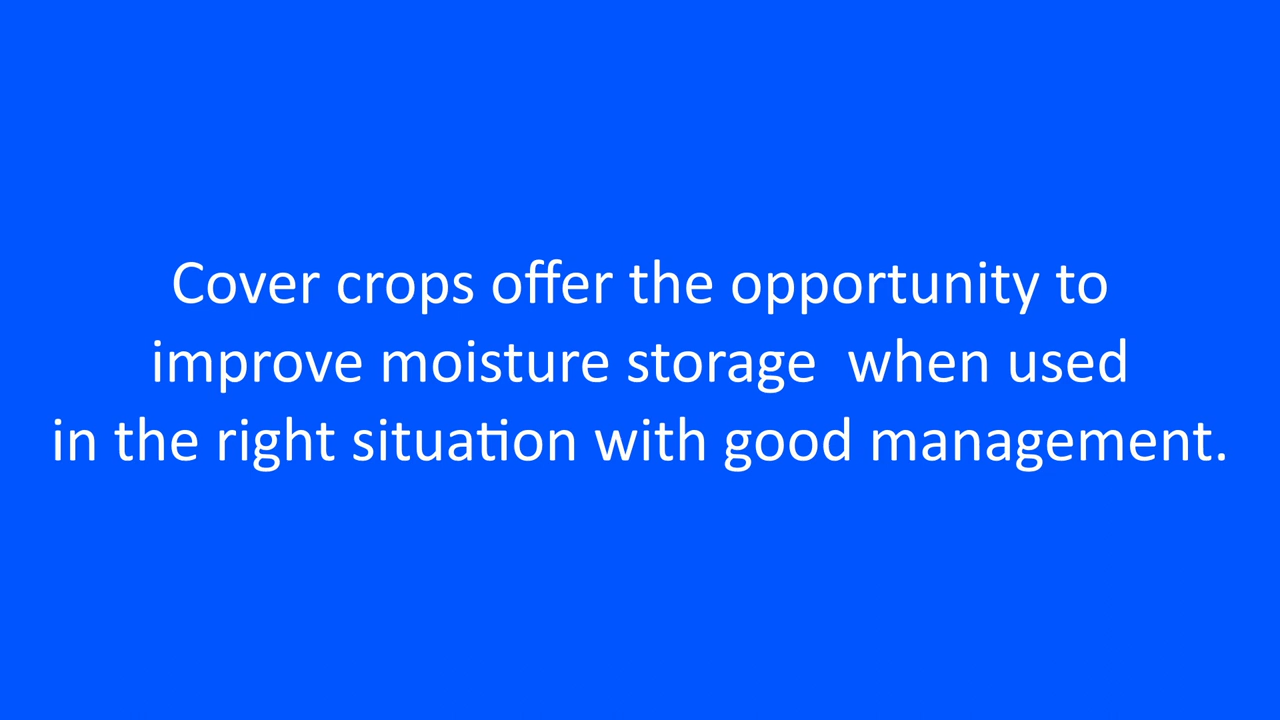 Cover crops offer the opportunity to
improve moisture storage  when used
in the right situation with good management.